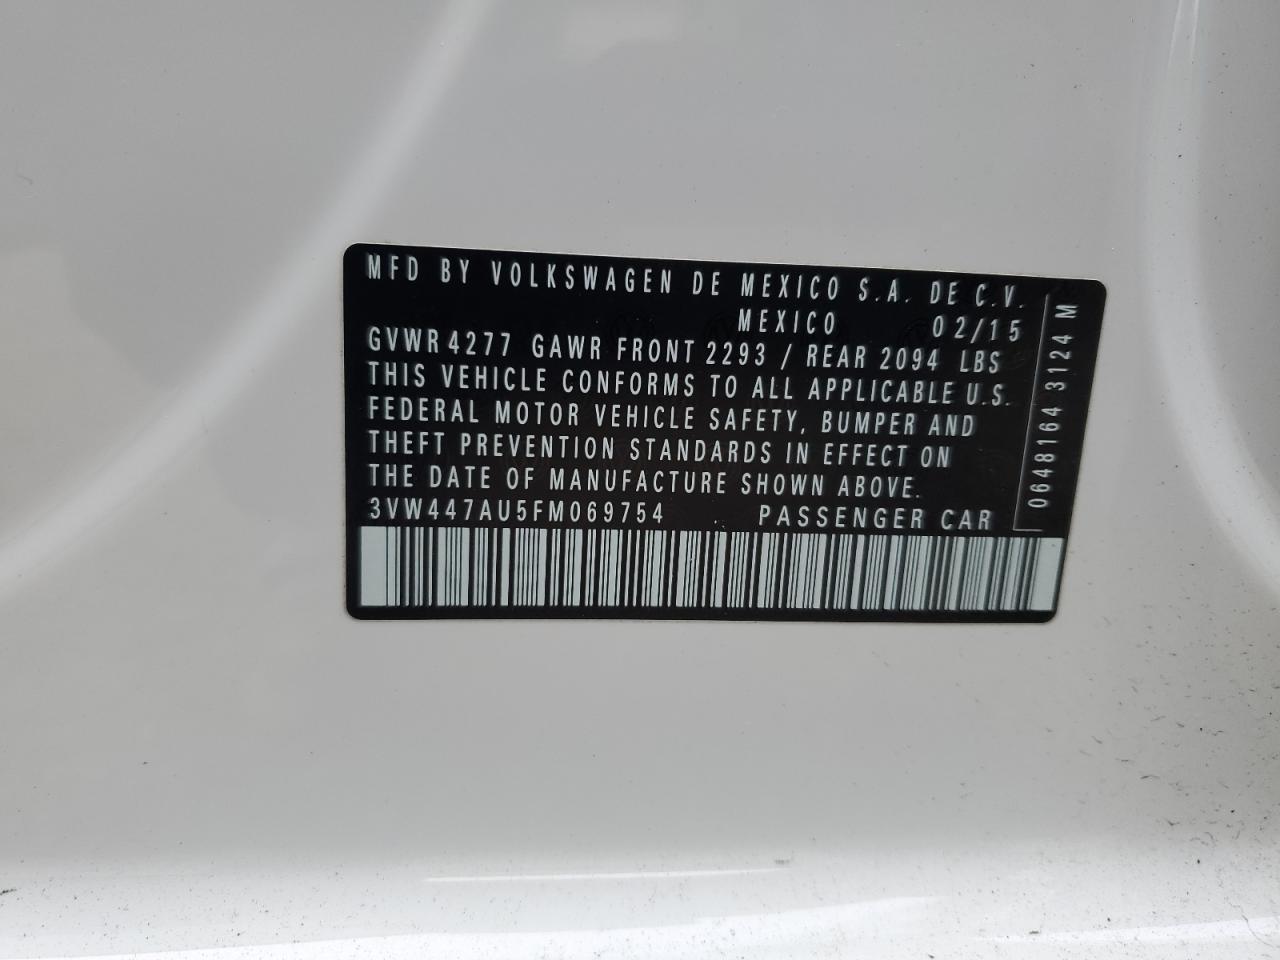 MFD BY VOLKSWAGEN DE MEXICO S.A. DE C.V.
MEXICO 02/15
GVWR 4277 GAWR FRONT 2293 / REAR 2094 LBS
THIS VEHICLE CONFORMS TO ALL APPLICABLE U.S.
FEDERAL MOTOR VEHICLE SAFETY, BUMPER AND
THEFT PREVENTION STANDARDS IN EFFECT ON
THE DATE OF MANUFACTURE SHOWN ABOVE.
3VW447AU5FM069754 PASSENGER CAR
0648164 3124 M